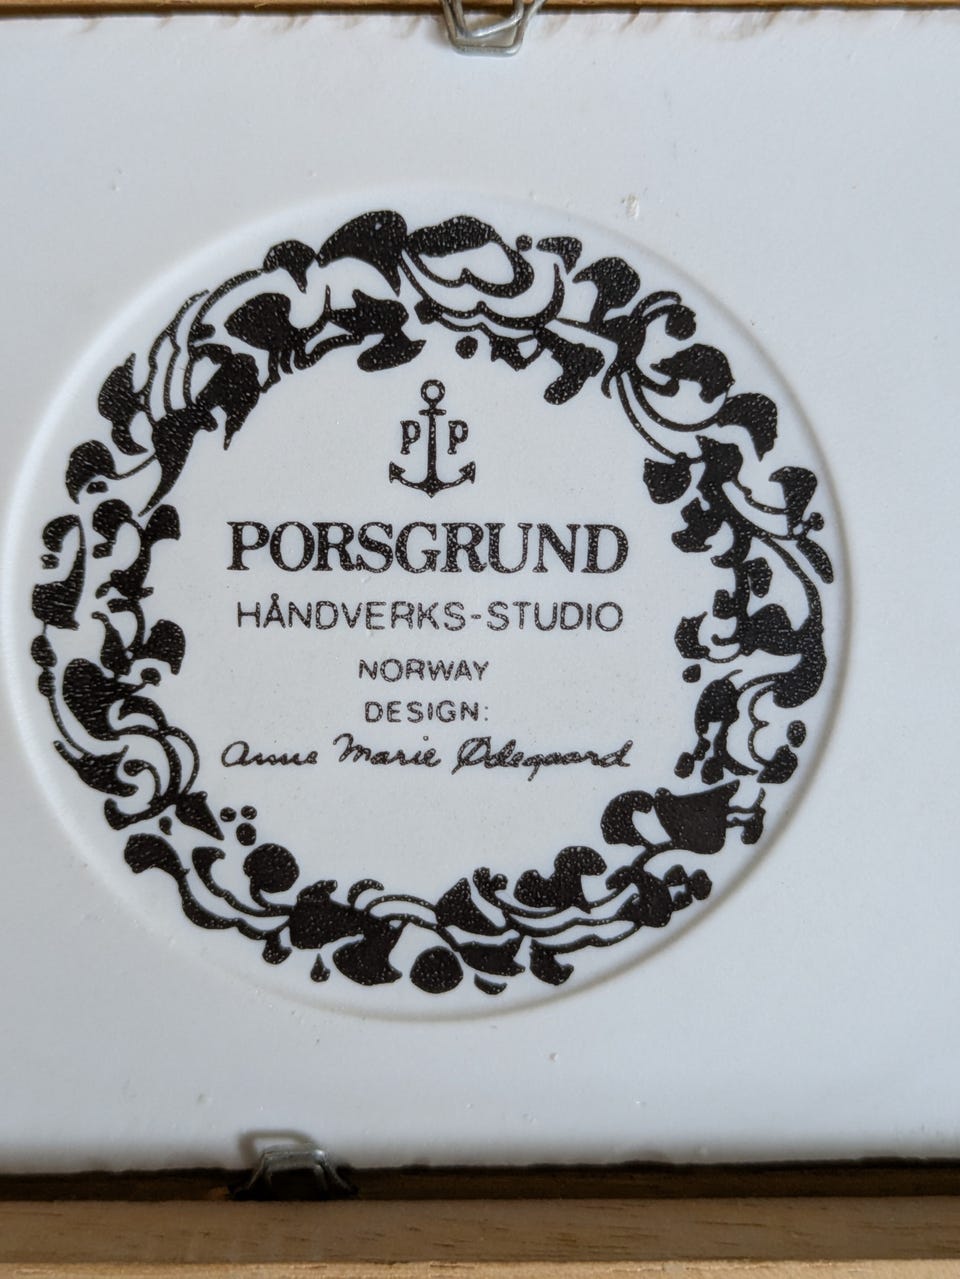 P P
PORSGRUND
HÅNDVERKS-STUDIO
NORWAY
DESIGN:
Anne Marie Ødegaard